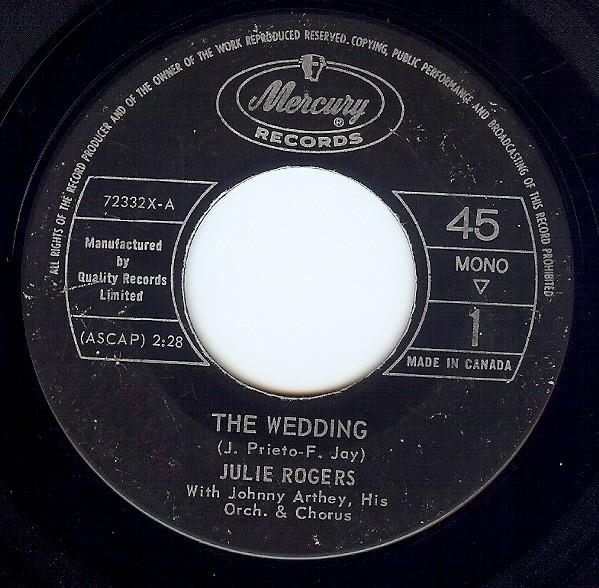 ALL RIGHTS OF THE RECORD PRODUCER AND OF THE OWNER OF THE WORK REPRODUCED RESERVED. COPYING, PUBLIC PERFORMANCE AND BROADCASTING OF THIS RECORD PROHIBITED
Mercury ®
RECORDS
72332X-A
Manufactured
by
Quality Records
Limited
(ASCAP) 2:28
45
MONO
1
MADE IN CANADA
THE WEDDING
(J. Prieto-F. Jay)
JULIE ROGERS
With Johnny Arthey, His
Orch. & Chorus